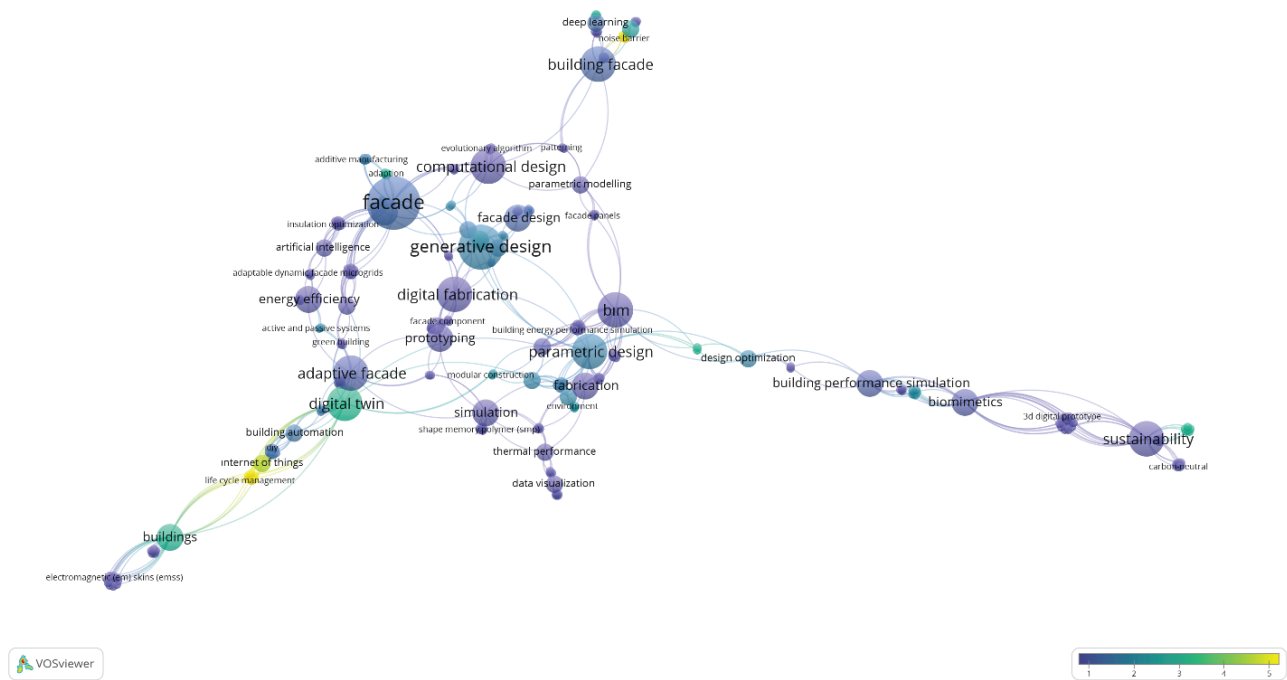 deep learning
noise barrier
building facade
evolutionary algorithm
patterning
additive manufacturing
computational design
adaption
parametric modelling
facade
facade panels
facade design
insulation optimization
artificial intelligence
generative design
adaptable dynamic facade microgrids
energy efficiency
digital fabrication
bim
facade component
active and passive systems
building energy performance simulation
green building
prototyping
parametric design
design optimization
adaptive facade
modular construction
building performance simulation
fabrication
digital twin
biomimetics
environment
simulation
3d digital prototype
building automation
shape memory polymer (smp)
sustainability
diy
thermal performance
internet of things
carbon-neutral
life cycle management
data visualization
buildings
electromagnetic (em) skins (emss)
VOSviewer
1 2 3 4 5